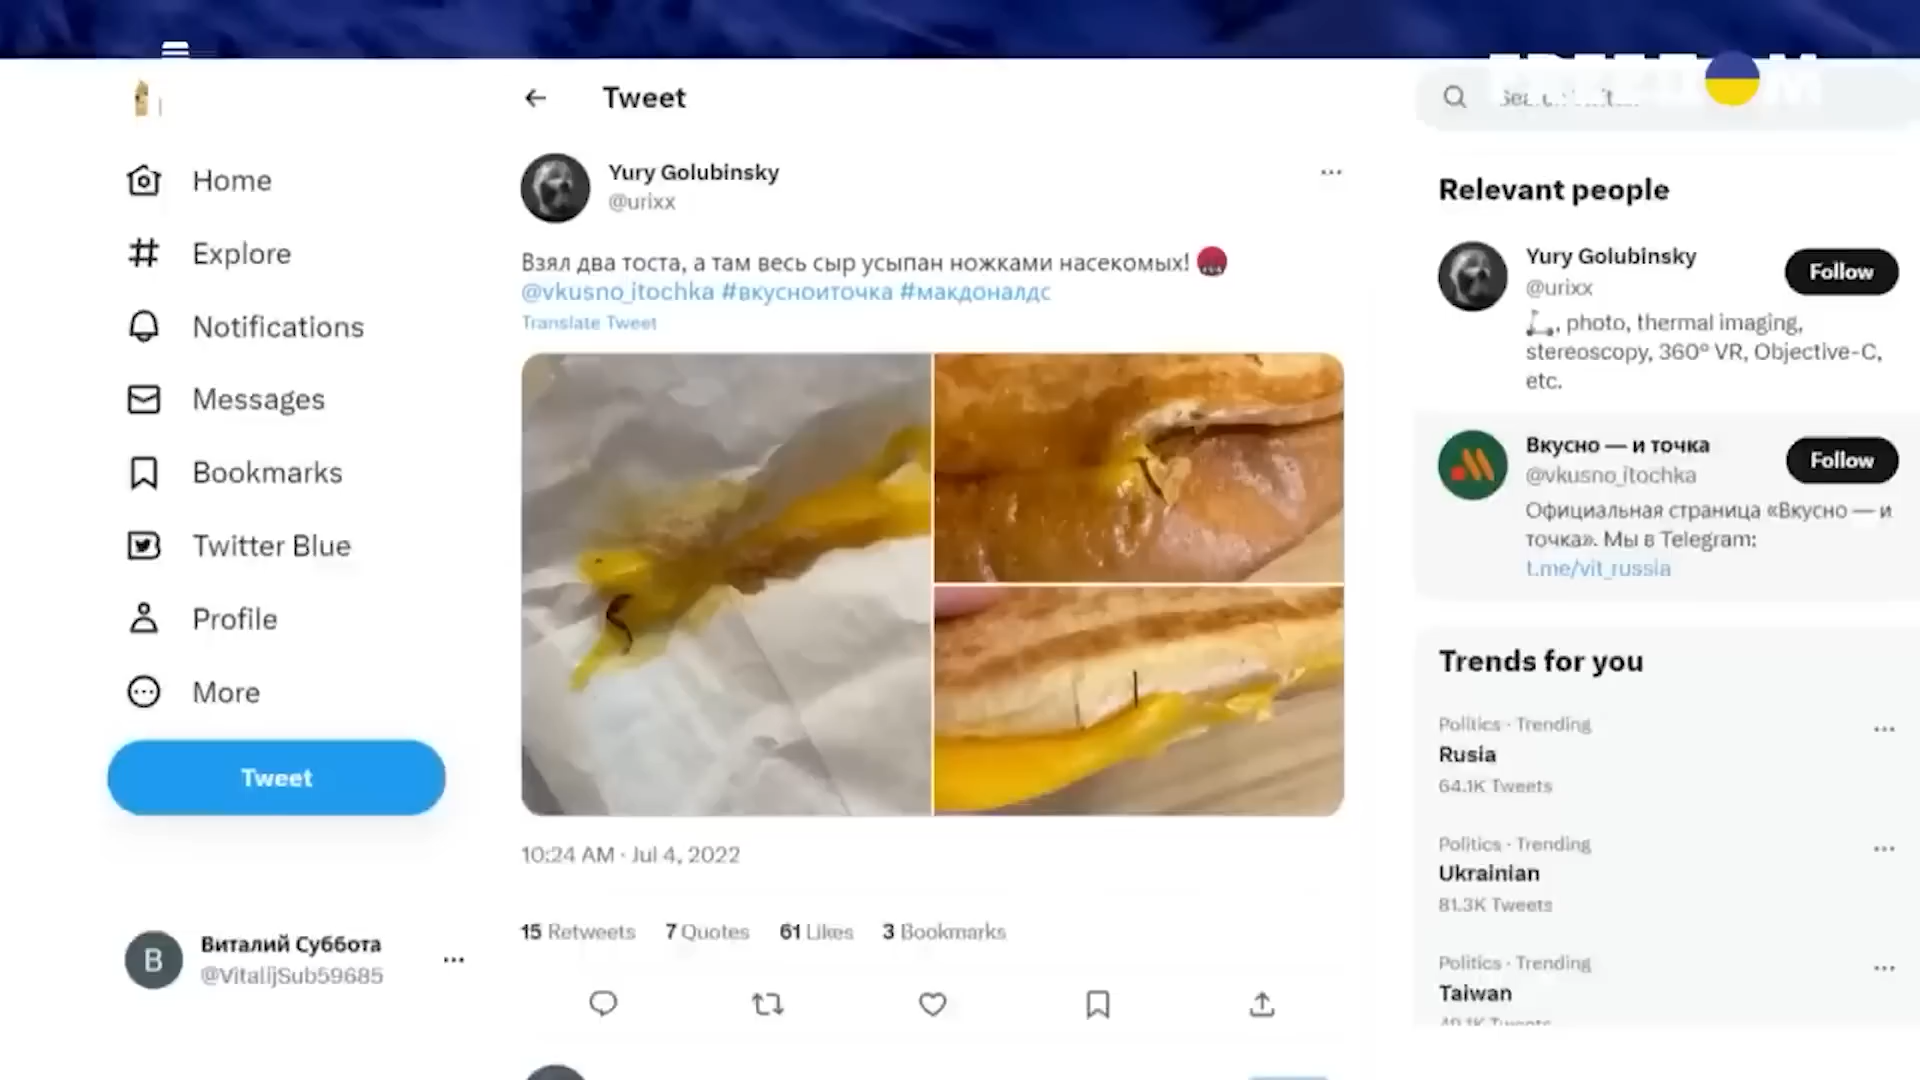 FREEDOM
Tweet
Home
Explore
Notifications
Messages
Bookmarks
Twitter Blue
Profile
More
Tweet
Виталий Суббота
@VitalijSub59685
B
Yury Golubinsky
@urixx
Взял два тоста, а там весь сыр усыпан ножками насекомых!
@vkusno_itochka #вкусноиточка #макдоналдс
Translate Tweet
10:24 AM · Jul 4, 2022
15 Retweets 7 Quotes 61 Likes 3 Bookmarks
Relevant people
Yury Golubinsky
@urixx
Follow
, photo, thermal imaging,
stereoscopy, 360° VR, Objective-C,
etc.
Вкусно — и точка
@vkusno_itochka
Follow
Официальная страница «Вкусно — и
точка». Мы в Telegram:
t.me/vit_russia
Trends for you
Politics · Trending
Rusia
64.1K Tweets
Politics · Trending
Ukrainian
81.3K Tweets
Politics · Trending
Taiwan